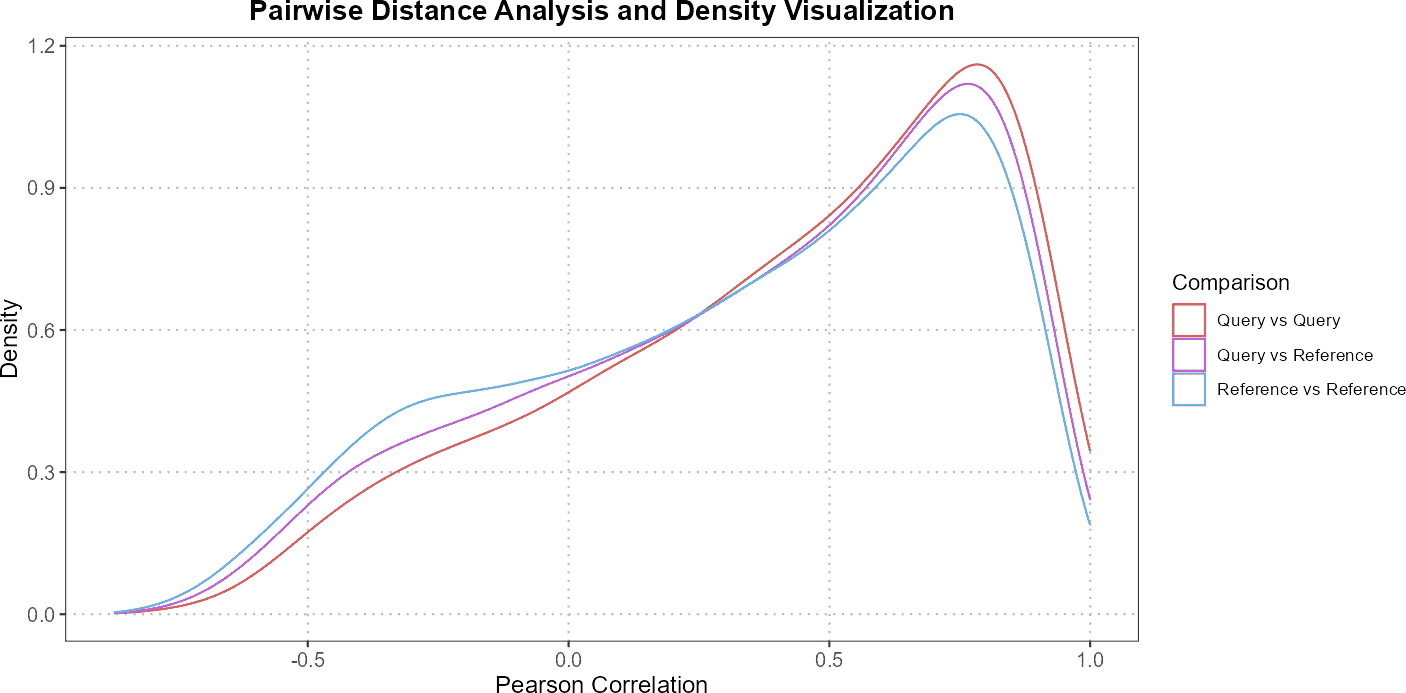 Pairwise Distance Analysis and Density Visualization
1.2
0.9
0.6
0.3
0.0
Density
-0.5
0.0
0.5
1.0
Pearson Correlation
Comparison
Query vs Query
Query vs Reference
Reference vs Reference